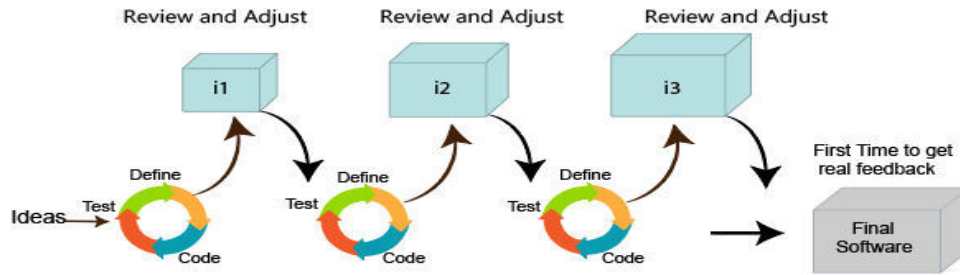 Review and Adjust
Review and Adjust
Review and Adjust
i1
i2
i3
First Time to get
real feedback
Define
Define
Define
Ideas
Test
Test
Test
Code
Code
Code
Final
Software